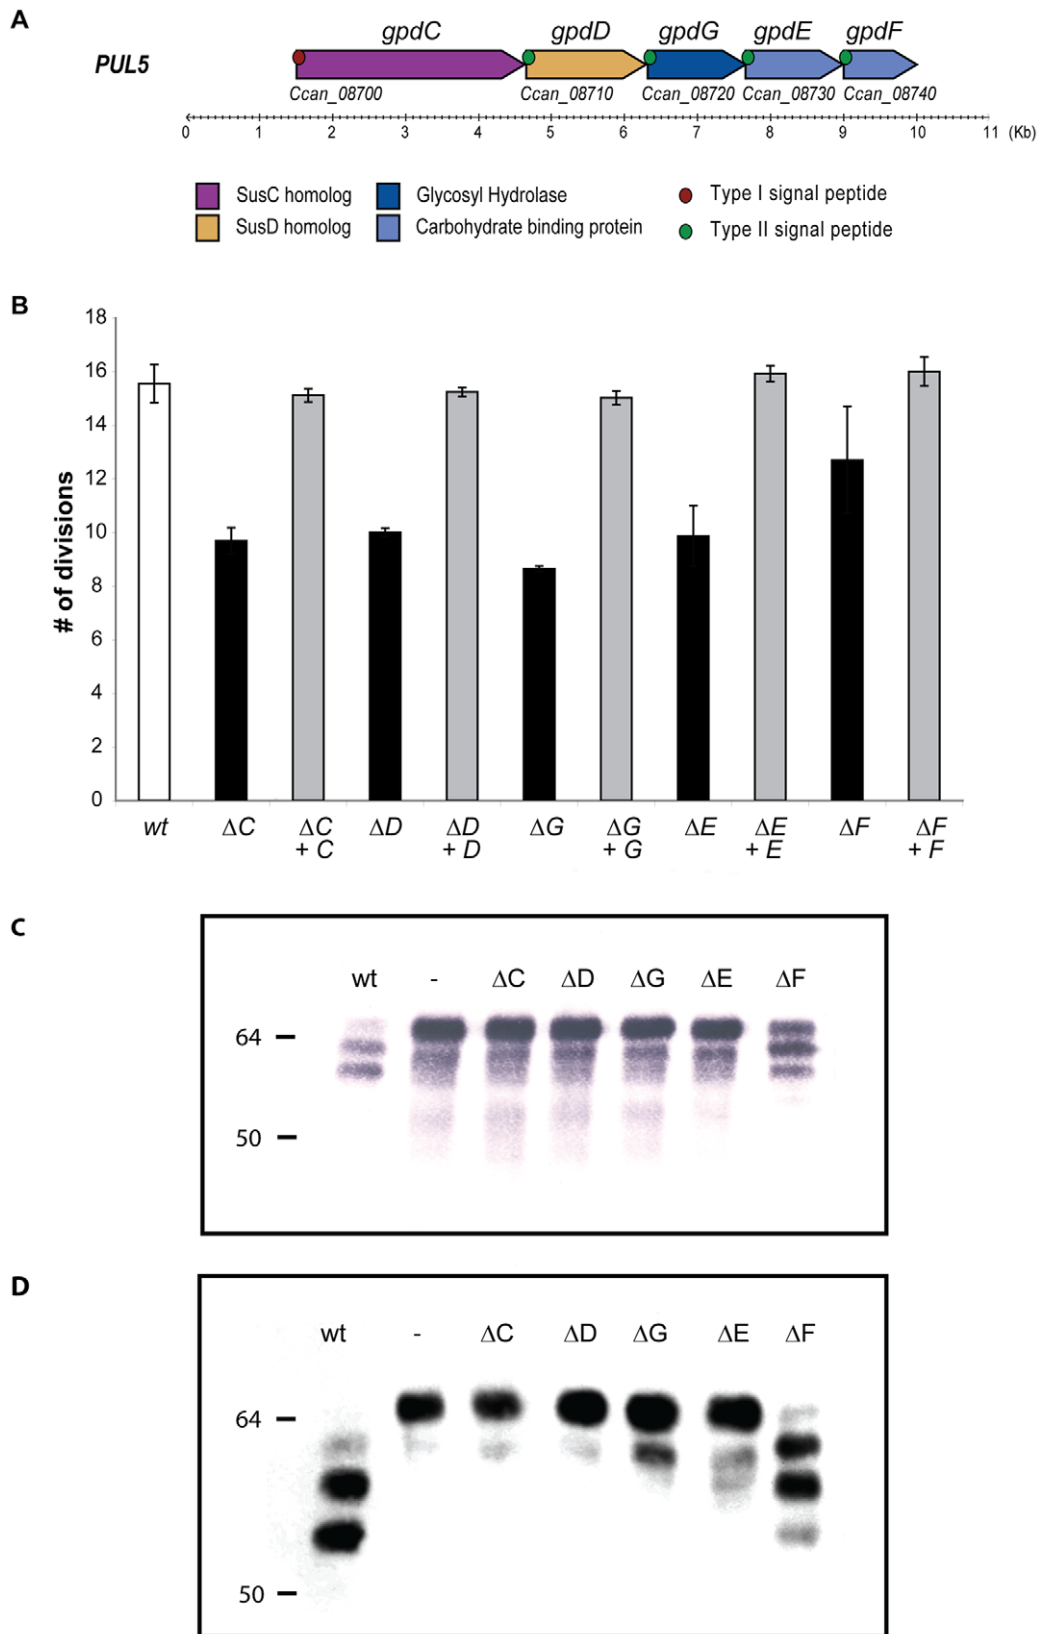 A
gpdC gpdD gpdG gpdE gpdF
PUL5
Ccan_08700 Ccan_08710 Ccan_08720 Ccan_08730 Ccan_08740
0 1 2 3 4 5 6 7 8 9 10 11 (Kb)
SusC homolog Glycosyl Hydrolase Type I signal peptide
SusD homolog Carbohydrate binding protein Type II signal peptide
B
# of divisions
18
16
14
12
10
8
6
4
2
0
wt ΔC ΔC ΔD ΔD ΔG ΔG ΔE ΔE ΔF ΔF
+ C + D + G + E + F
C
wt - ΔC ΔD ΔG ΔE ΔF
64
50
D
wt - ΔC ΔD ΔG ΔE ΔF
64
50